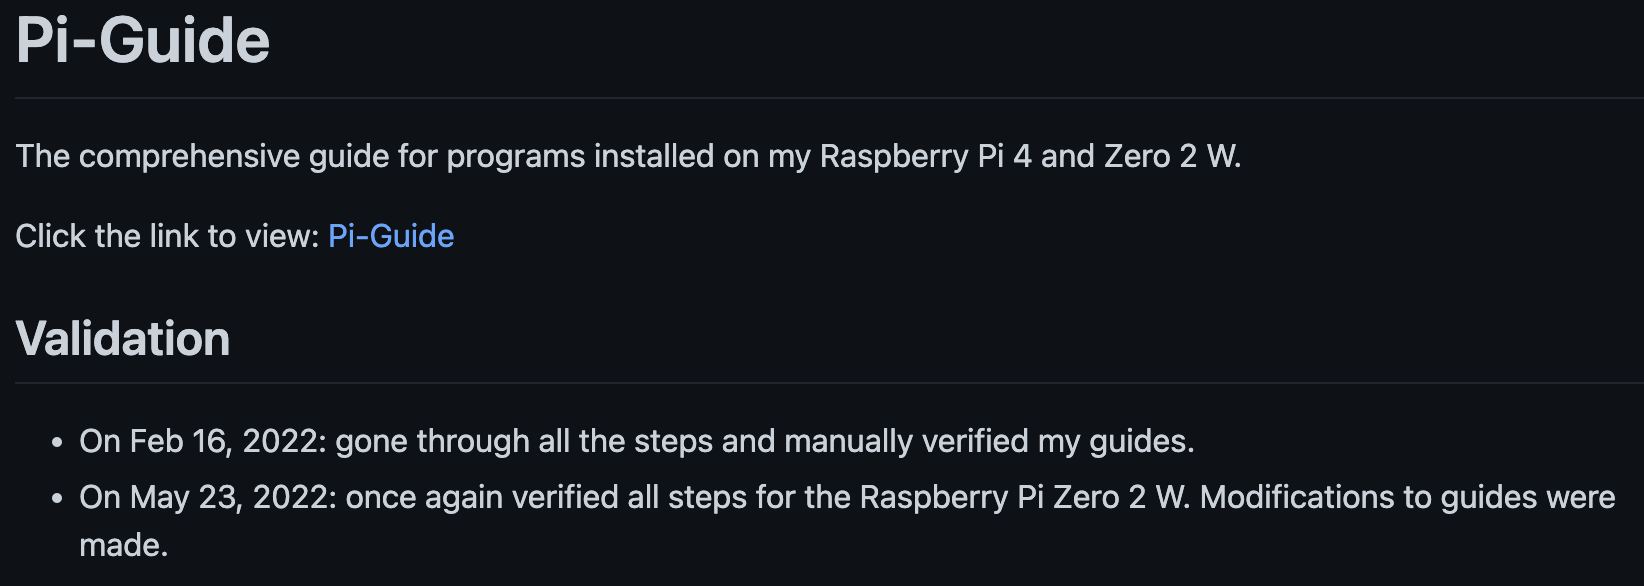 Pi-Guide
The comprehensive guide for programs installed on my Raspberry Pi 4 and Zero 2 W.
Click the link to view: Pi-Guide
Validation
• On Feb 16, 2022: gone through all the steps and manually verified my guides.
• On May 23, 2022: once again verified all steps for the Raspberry Pi Zero 2 W. Modifications to guides were
made.